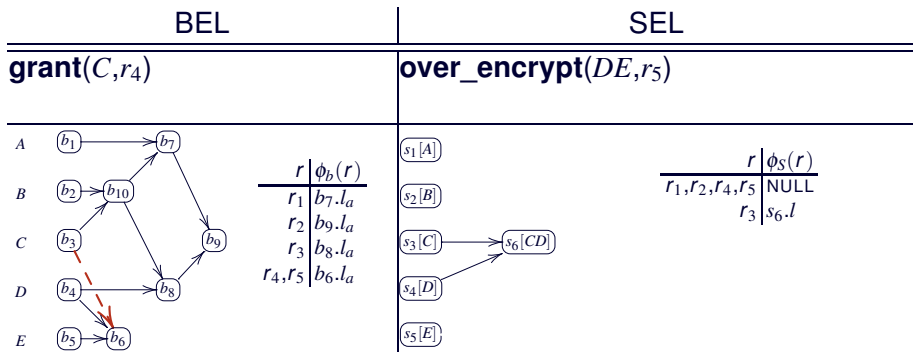 BEL SEL
grant(C,r₄) over_encrypt(DE,r₅)
A b₁ b₇
r ϕ_b(r)
r₁ b₇.lₐ
r₂ b₉.lₐ
r₃ b₈.lₐ
r₄,r₅ b₆.lₐ
B b₂ b₁₀
C b₃ b₉
D b₄ b₈
E b₅ b₆
s₁[A]
s₂[B]
s₃[C] s₆[CD]
s₄[D]
s₅[E]
r ϕ_S(r)
r₁,r₂,r₄,r₅ NULL
r₃ s₆.l